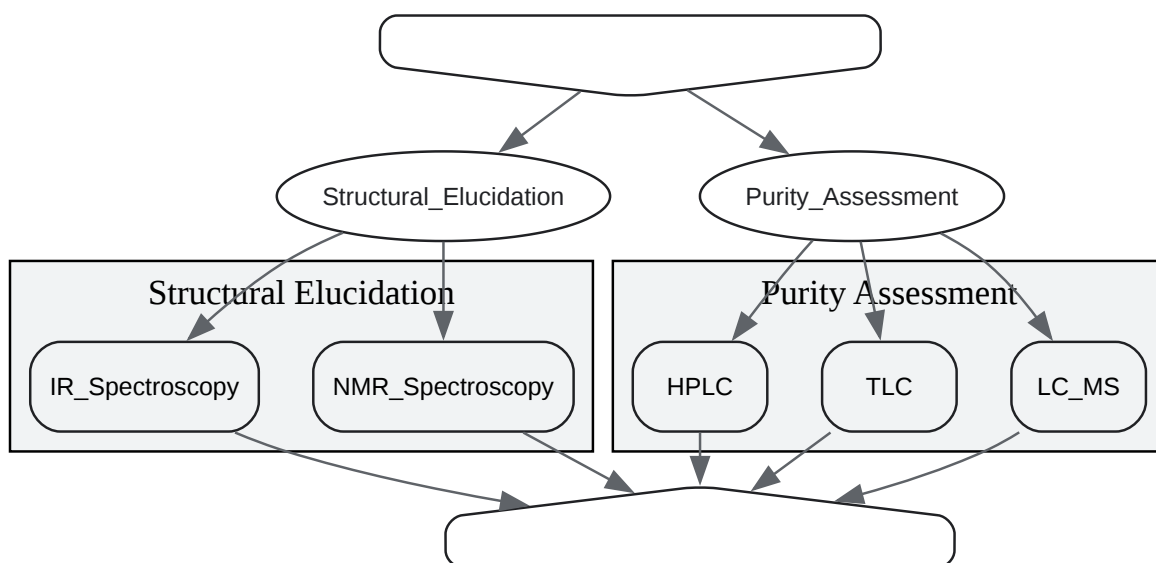 Structural_Elucidation
Purity_Assessment
Structural Elucidation
Purity Assessment
IR_Spectroscopy
NMR_Spectroscopy
HPLC
TLC
LC_MS